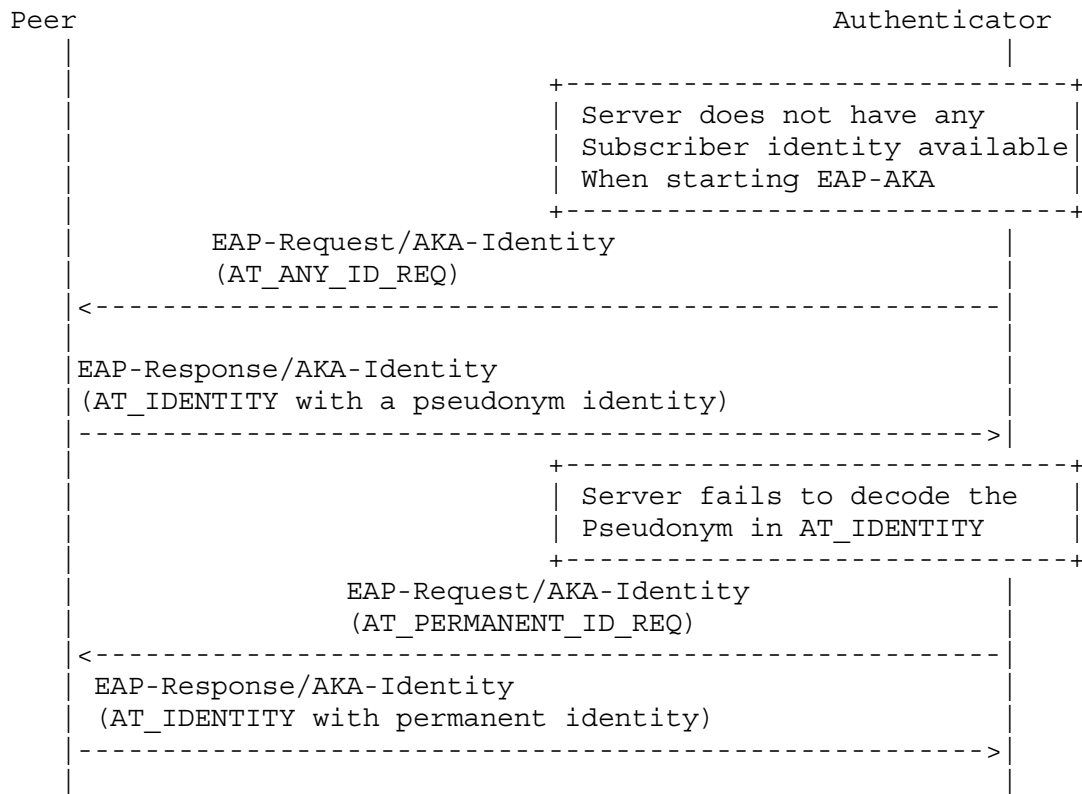 Peer Authenticator
Server does not have any
Subscriber identity available
When starting EAP-AKA
EAP-Request/AKA-Identity
(AT_ANY_ID_REQ)
EAP-Response/AKA-Identity
(AT_IDENTITY with a pseudonym identity)
Server fails to decode the
Pseudonym in AT_IDENTITY
EAP-Request/AKA-Identity
(AT_PERMANENT_ID_REQ)
EAP-Response/AKA-Identity
(AT_IDENTITY with permanent identity)